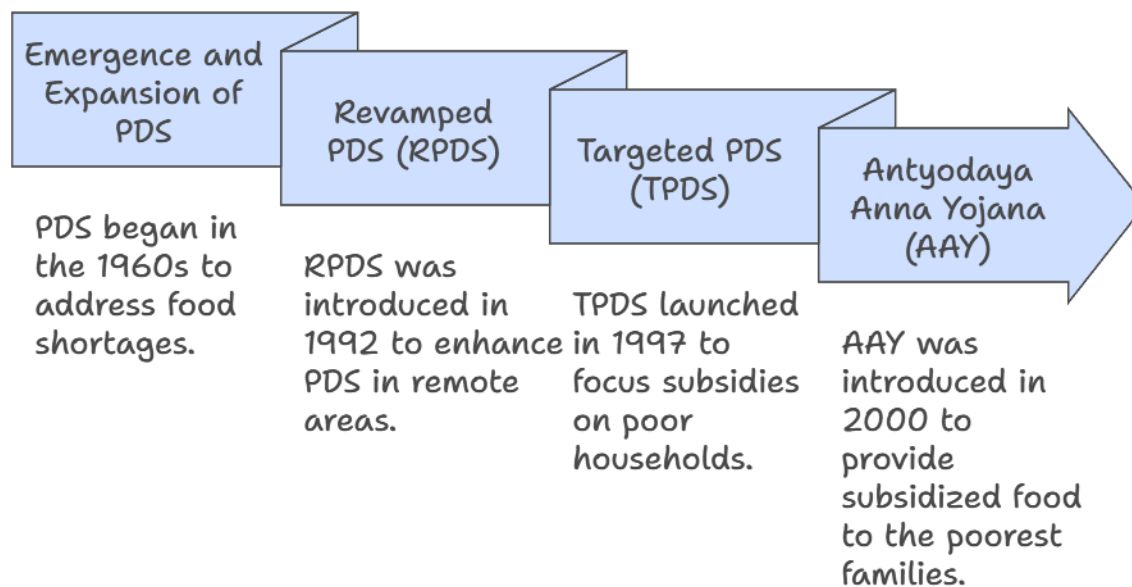 Emergence and
Expansion of
PDS
PDS began in
the 1960s to
address food
shortages.
Revamped
PDS (RPDS)
RPDS was
introduced in
1992 to enhance
PDS in remote
areas.
Targeted PDS
(TPDS)
TPDS launched
in 1997 to
focus subsidies
on poor
households.
Antyodaya
Anna Yojana
(AAY)
AAY was
introduced in
2000 to
provide
subsidized food
to the poorest
families.